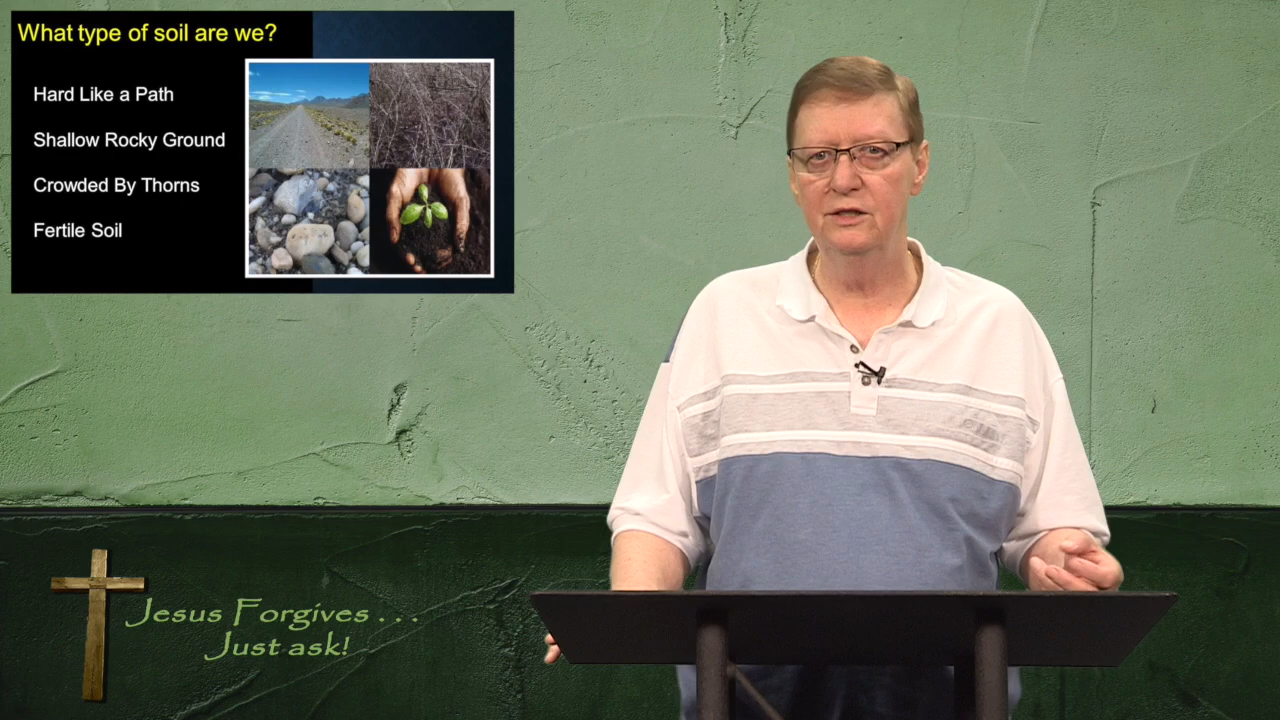 What type of soil are we?
Hard Like a Path
Shallow Rocky Ground
Crowded By Thorns
Fertile Soil
Jesus Forgives . . .
Just ask!